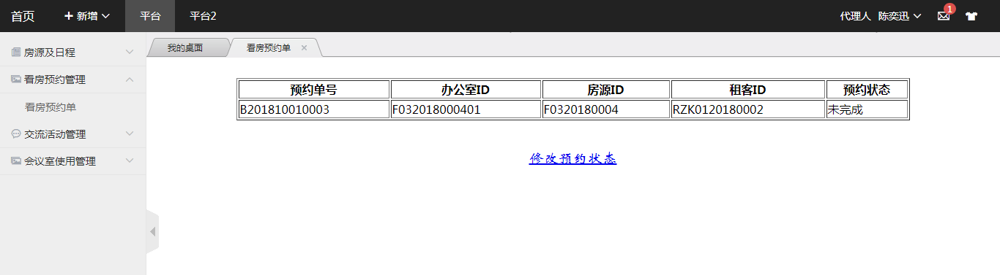 首页 新增 平台 平台2 代理人 陈奕迅 1
房源及日程
看房预约管理
看房预约单
交流活动管理
会议室使用管理
我的桌面 看房预约单
预约单号 办公室ID 房源ID 租客ID 预约状态
B201810010003 F032018000401 F0320180004 RZK0120180002 未完成
修改预约状态